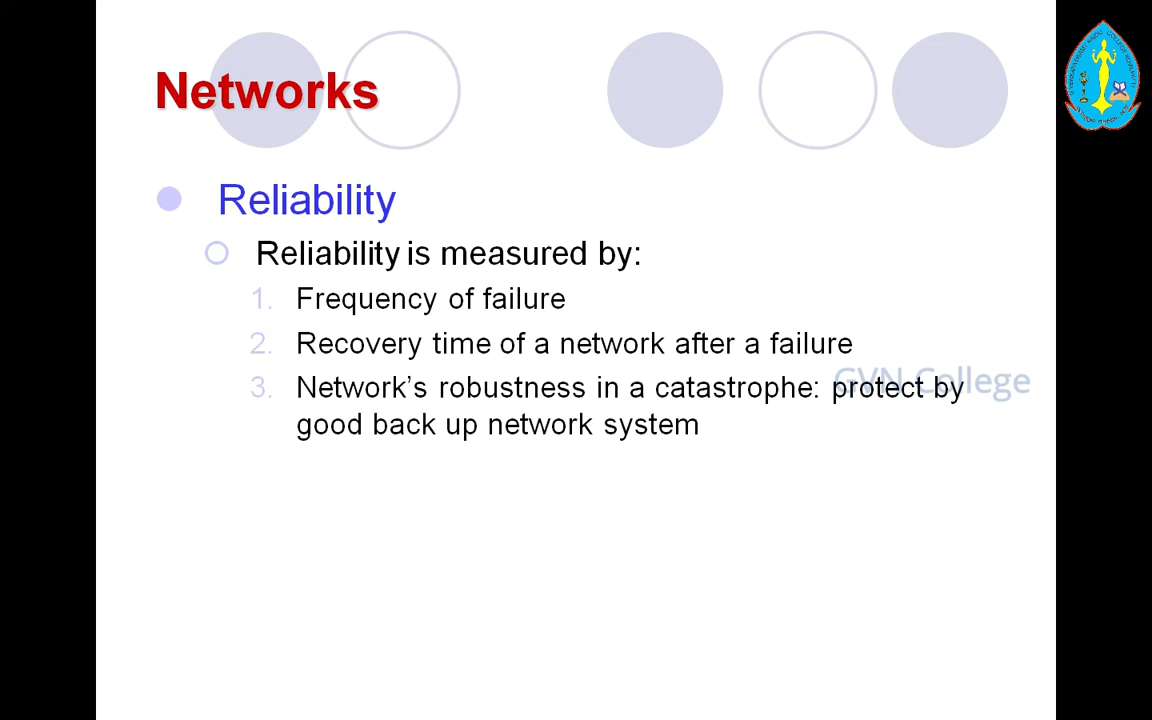 Networks
Reliability
Reliability is measured by:
1. Frequency of failure
2. Recovery time of a network after a failure
3. Network’s robustness in a catastrophe: protect by
good back up network system
GVN College